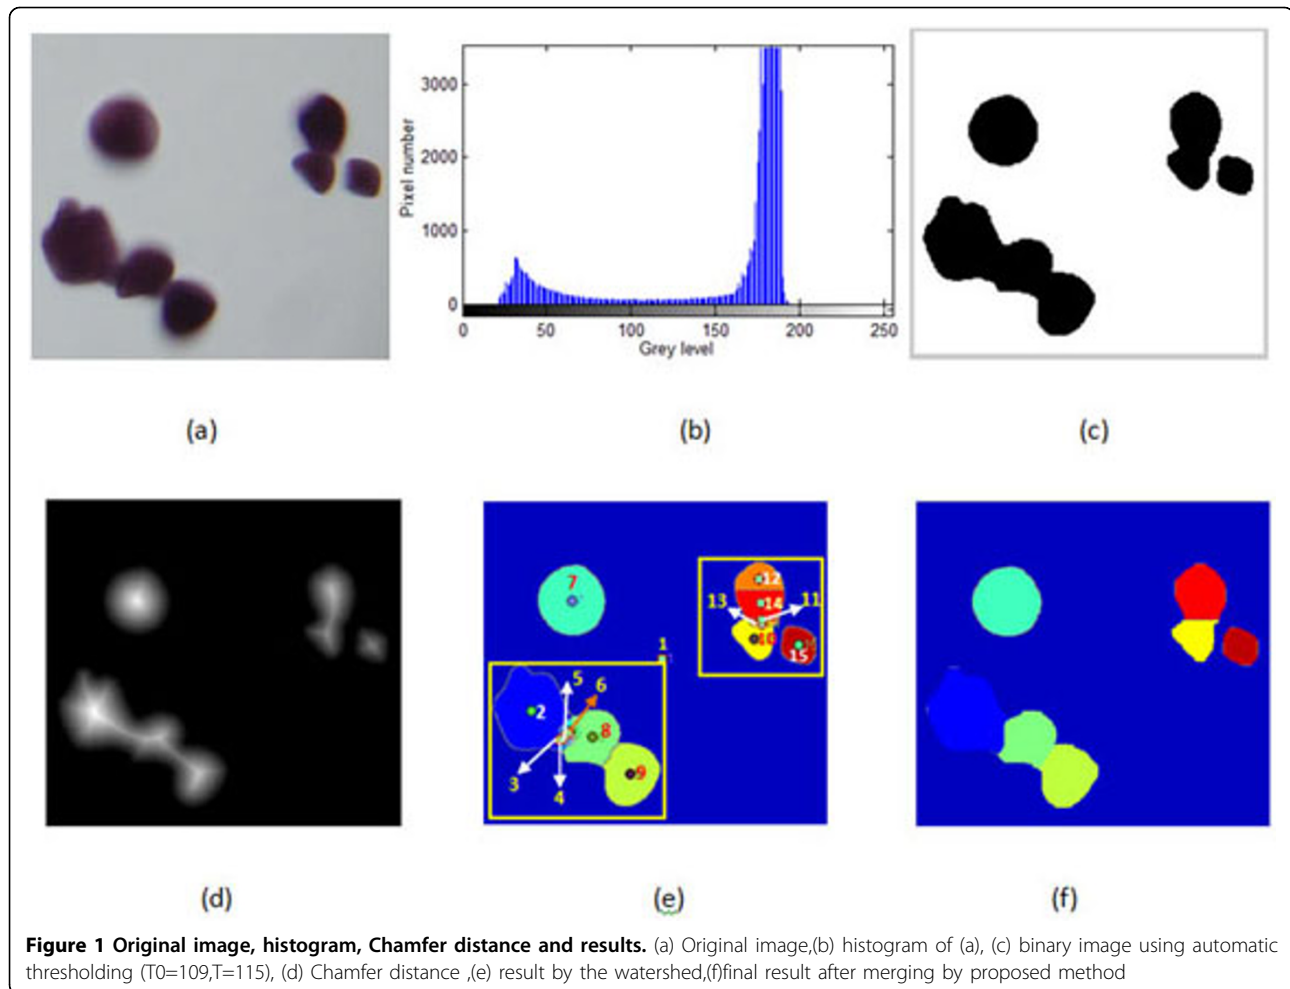 3000
2000
1000
0
Pixel number
0 50 100 150 200 250
Grey level
(a) (b) (c)
7
12
13 14 11
10
1
15
5
6
2
8
3
9
4
(d) (e) (f)
Figure 1 Original image, histogram, Chamfer distance and results. (a) Original image,(b) histogram of (a), (c) binary image using automatic
thresholding (T0=109,T=115), (d) Chamfer distance ,(e) result by the watershed,(f)final result after merging by proposed method